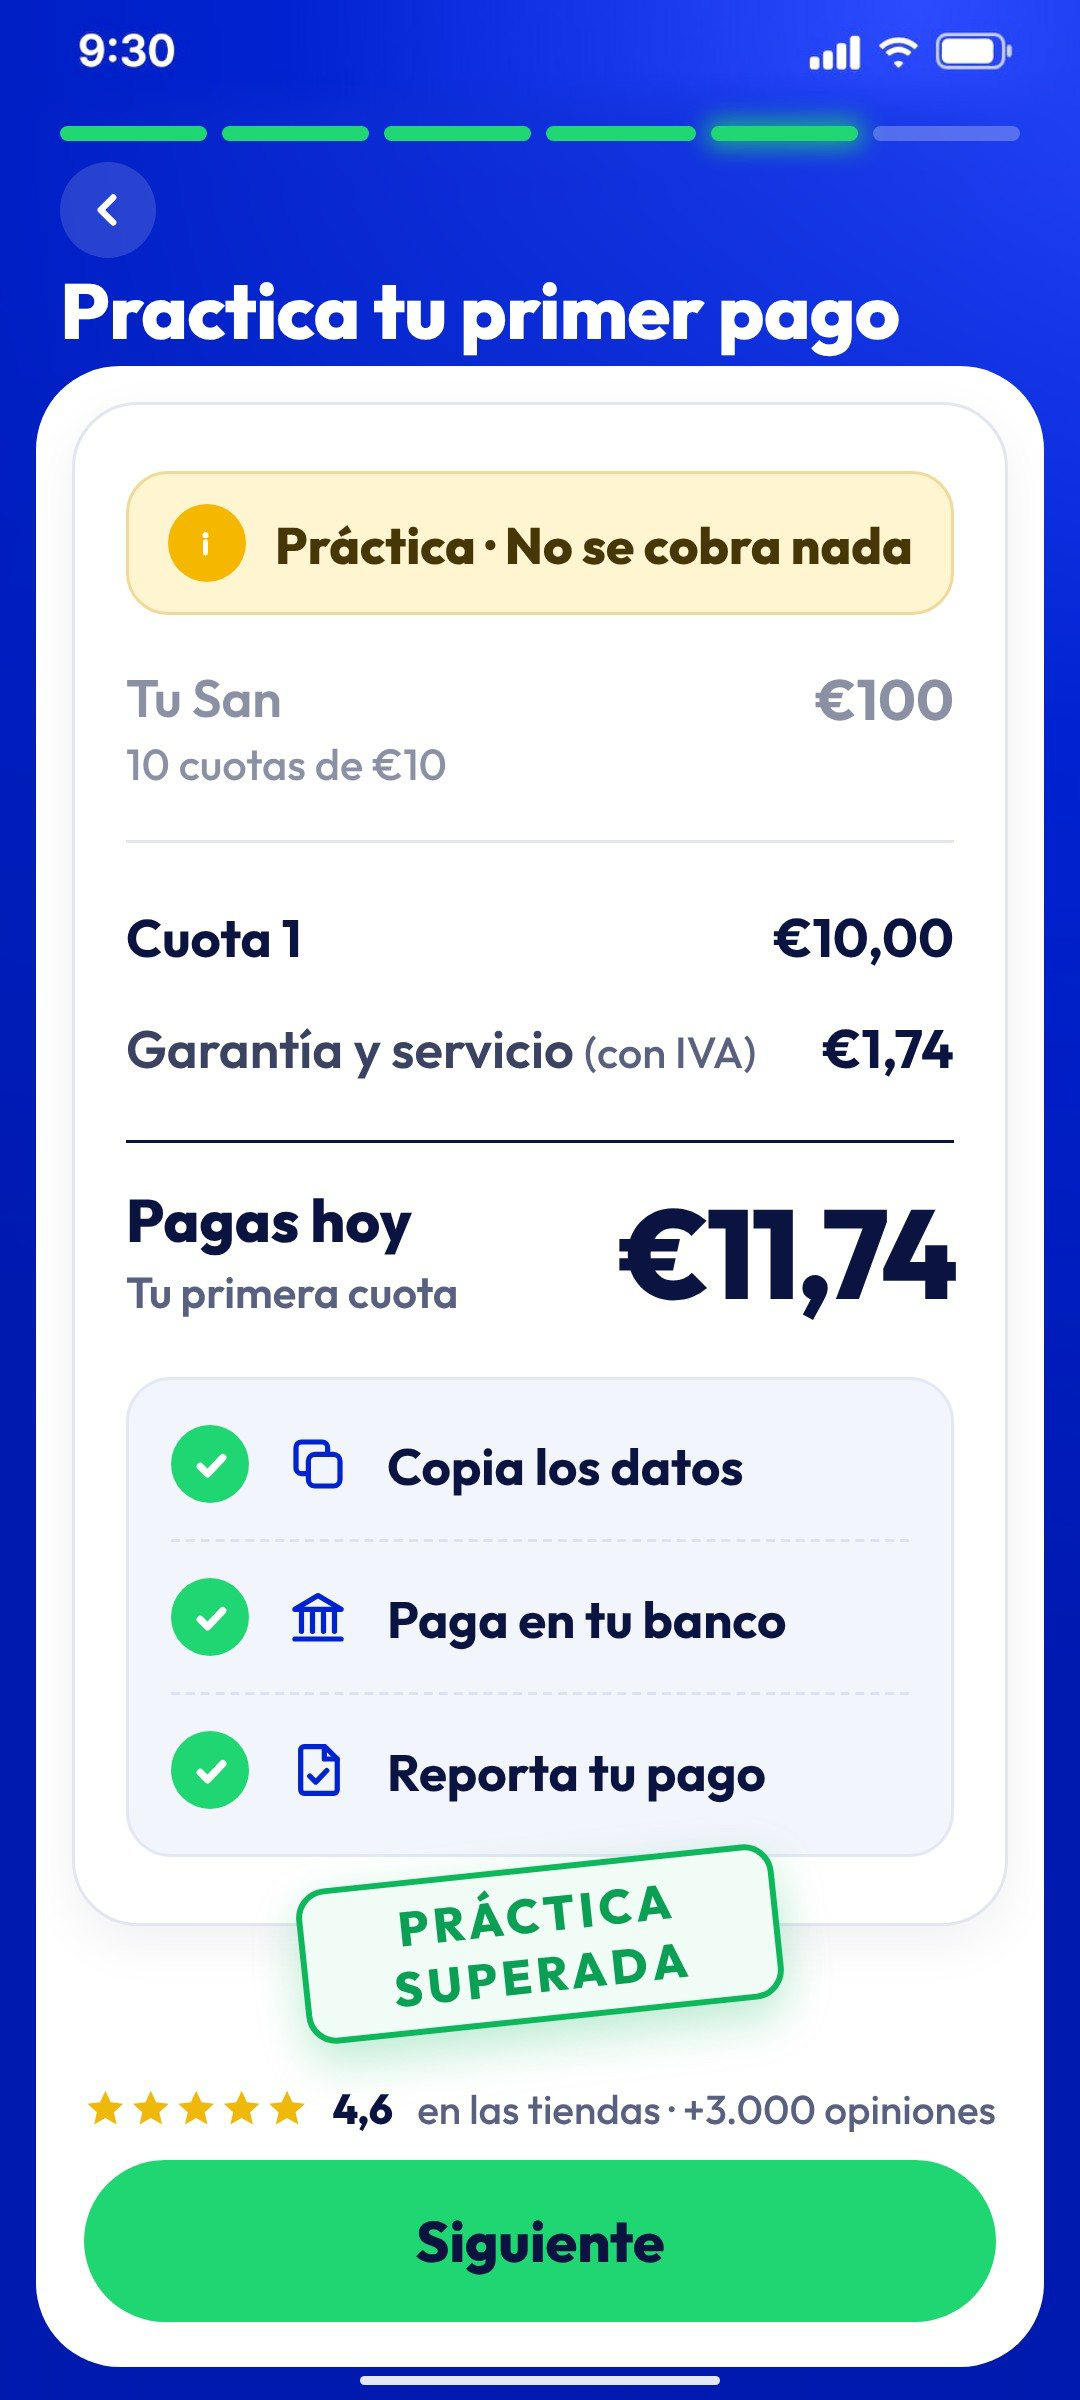 9:30
Practica tu primer pago
Práctica · No se cobra nada
Tu San €100
10 cuotas de €10
Cuota 1 €10,00
Garantía y servicio (con IVA) €1,74
Pagas hoy €11,74
Tu primera cuota
Copia los datos
Paga en tu banco
Reporta tu pago
PRÁCTICA
SUPERADA
4,6 en las tiendas · +3.000 opiniones
Siguiente